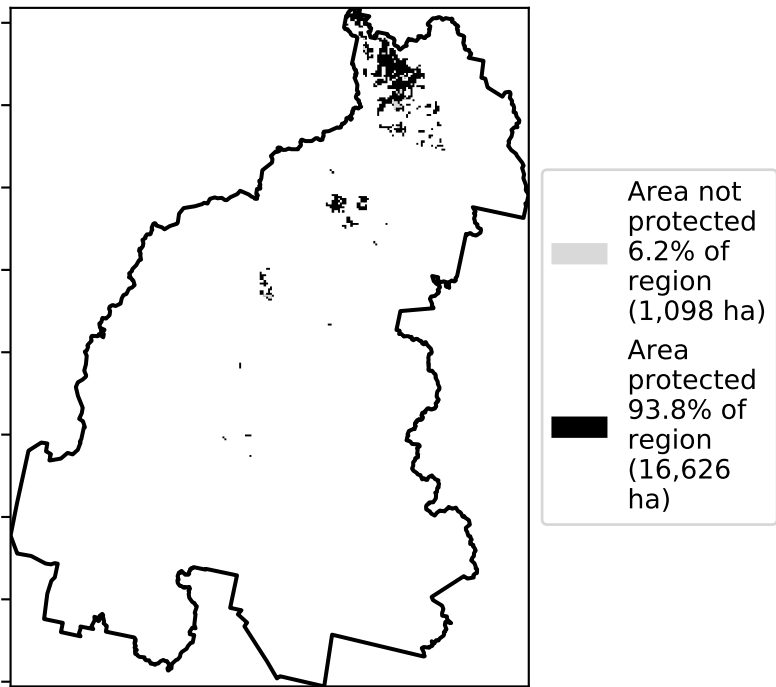 Area not
protected
6.2% of
region
(1,098 ha)
Area
protected
93.8% of
region
(16,626
ha)